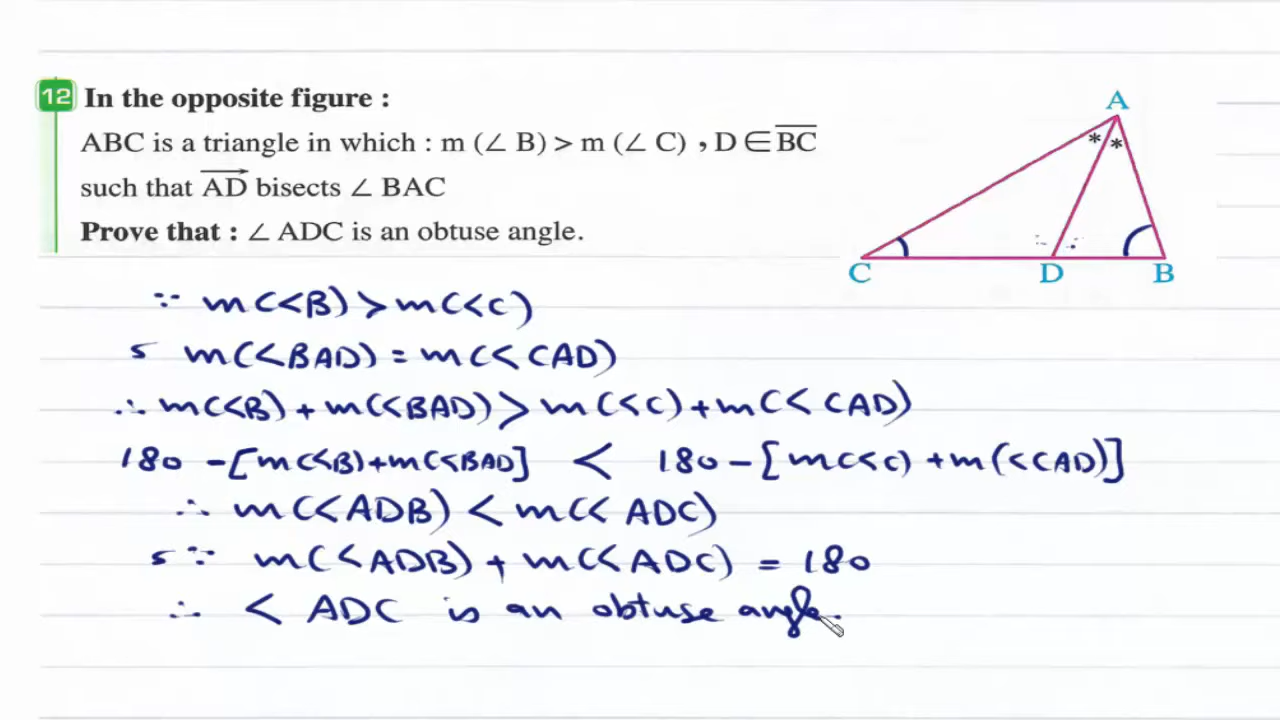 12 In the opposite figure :
ABC is a triangle in which : m (∠ B) > m (∠ C) , D ∈ B̅C̅
such that A͞D⃗ bisects ∠ BAC
Prove that : ∠ ADC is an obtuse angle.
A
* *
C D B
∵ m(<B) > m(<C)
, m(<BAD) = m(<CAD)
∴ m(<B) + m(<BAD) > m(<C) + m(<CAD)
180 - [m(<B)+m(<BAD] < 180 - [m(<C) + m(<CAD)]
∴ m(<ADB) < m(< ADC)
, ∵ m(<ADB) + m(<ADC) = 180
∴ < ADC is an obtuse angle.